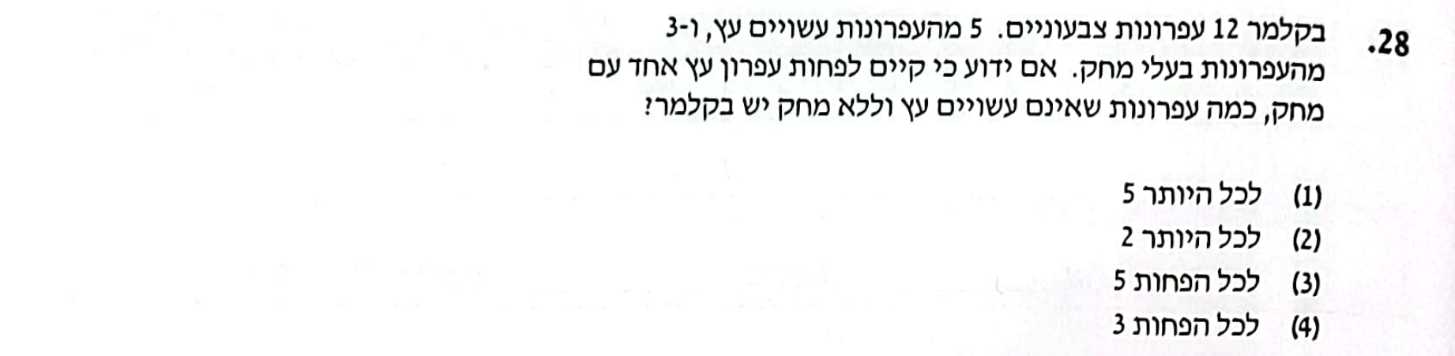 28. בקלמר 12 עפרונות צבעוניים. 5 מהעפרונות עשויים עץ, ו-3
מהעפרונות בעלי מחק. אם ידוע כי קיים לפחות עפרון עץ אחד עם
מחק, כמה עפרונות שאינם עשויים עץ וללא מחק יש בקלמר?
(1) לכל היותר 5
(2) לכל היותר 2
(3) לכל הפחות 5
(4) לכל הפחות 3